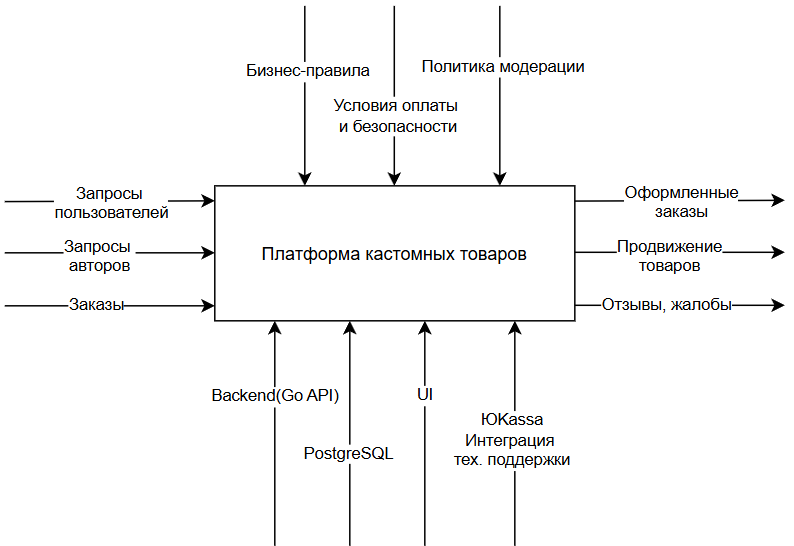 Бизнес-правила
Политика модерации
Условия оплаты
и безопасности
Запросы
пользователей
Запросы
авторов
Заказы
Платформа кастомных товаров
Оформленные
заказы
Продвижение
товаров
Отзывы, жалобы
Backend(Go API)
PostgreSQL
UI
ЮKassa
Интеграция
тех. поддержки